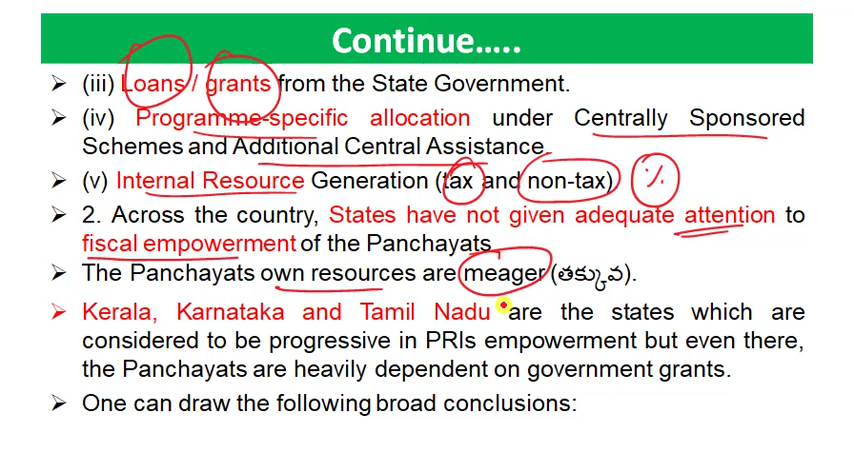 Continue.....
➢ (iii) Loans / grants from the State Government.
➢ (iv) Programme-specific allocation under Centrally Sponsored
Schemes and Additional Central Assistance.
➢ (v) Internal Resource Generation (tax and non-tax) %
➢ 2. Across the country, States have not given adequate attention to
fiscal empowerment of the Panchayats.
➢ The Panchayats own resources are meager (తక్కువ).
➢ Kerala, Karnataka and Tamil Nadu are the states which are
considered to be progressive in PRIs empowerment but even there,
the Panchayats are heavily dependent on government grants.
➢ One can draw the following broad conclusions: